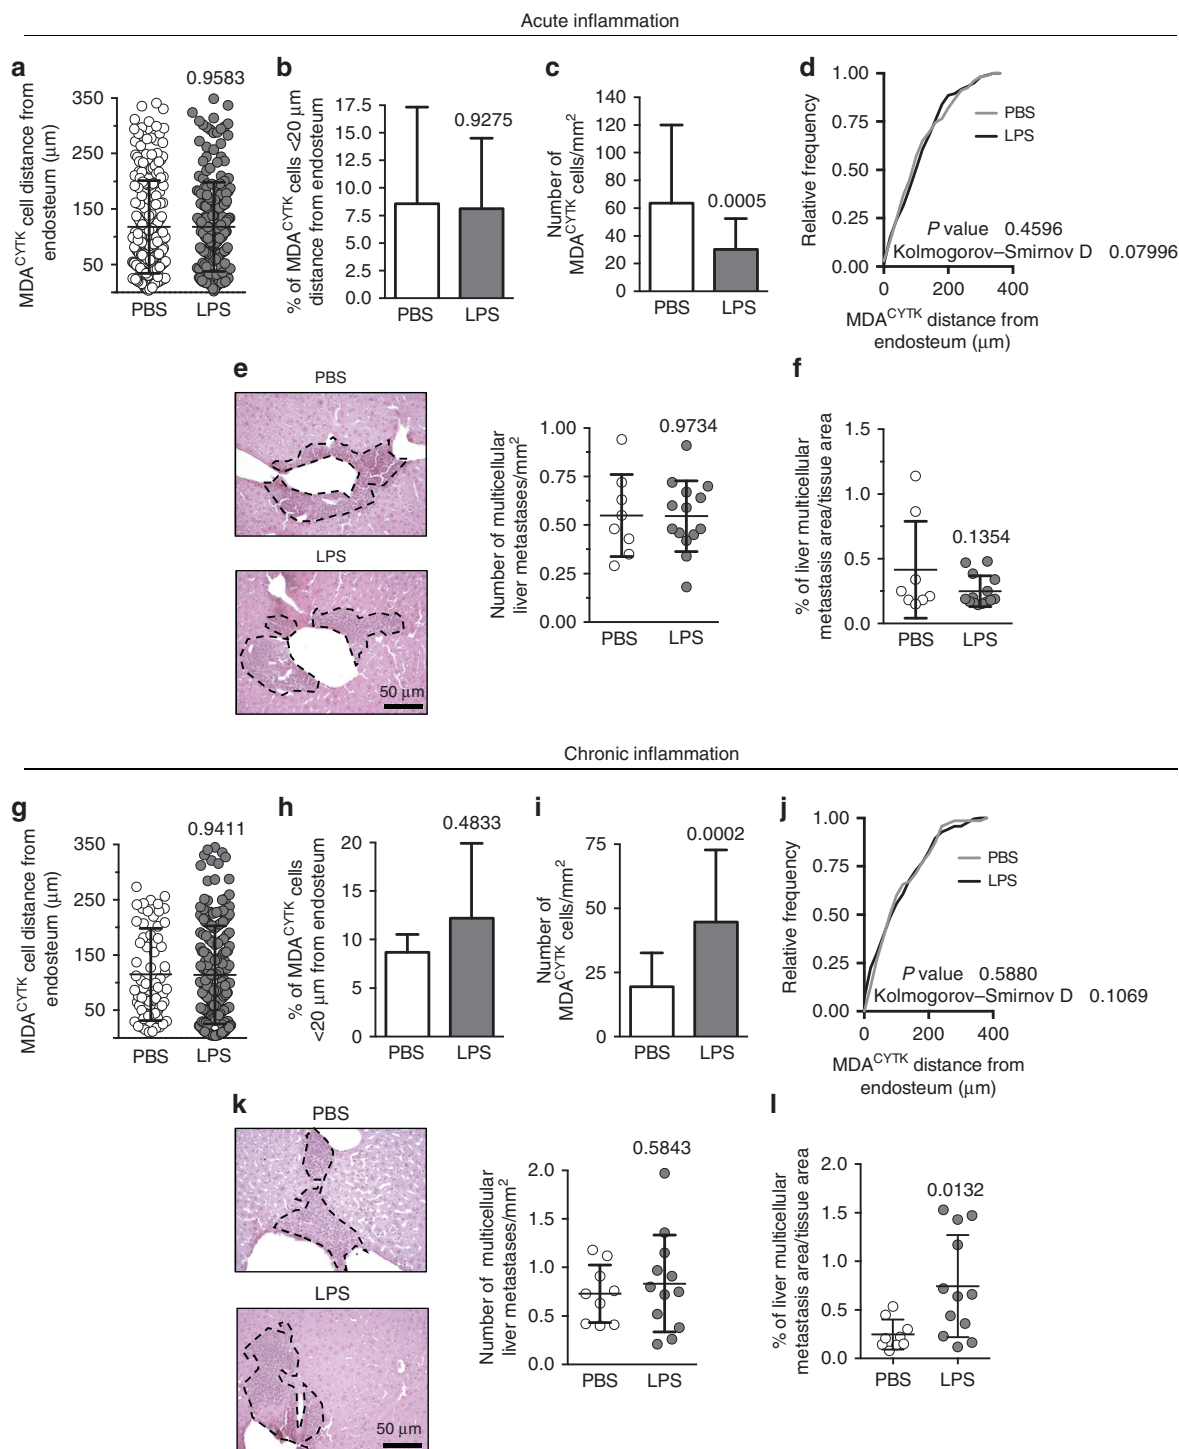 Acute inflammation
a
MDA^CYTK cell distance from
endosteum (μm)
350
250
150
50
0.9583
PBS
LPS
b
% of MDA^CYTK cells <20 μm
distance from endosteum
17.5
15.0
12.5
10.0
7.5
5.0
2.5
0.0
0.9275
PBS
LPS
c
Number of
MDA^CYTK cells/mm²
140
120
100
80
60
40
20
0
0.0005
PBS
LPS
d
Relative frequency
1.00
0.75
0.50
0.25
0.00
PBS
LPS
P value 0.4596
Kolmogorov–Smirnov D 0.07996
0
200
400
MDA^CYTK distance from
endosteum (μm)
e
PBS
LPS
50 μm
Number of multicellular
liver metastases/mm²
1.00
0.75
0.50
0.25
0.00
0.9734
PBS
LPS
f
% of liver multicellular
metastasis area/tissue area
1.5
1.0
0.5
0.0
0.1354
PBS
LPS
Chronic inflammation
g
MDA^CYTK cell distance from
endosteum (μm)
350
250
150
50
0.9411
PBS
LPS
h
% of MDA^CYTK cells
<20 μm from endosteum
20
15
10
5
0
0.4833
PBS
LPS
i
Number of
MDA^CYTK cells/mm²
75
50
25
0
0.0002
PBS
LPS
j
Relative frequency
1.00
0.75
0.50
0.25
0.00
PBS
LPS
P value 0.5880
Kolmogorov–Smirnov D 0.1069
0
200
400
MDA^CYTK distance from
endosteum (μm)
k
PBS
LPS
50 μm
Number of multicellular
liver metastases/mm²
2.0
1.5
1.0
0.5
0.0
0.5843
PBS
LPS
l
% of liver multicellular
metastasis area/tissue area
2.0
1.5
1.0
0.5
0.0
0.0132
PBS
LPS